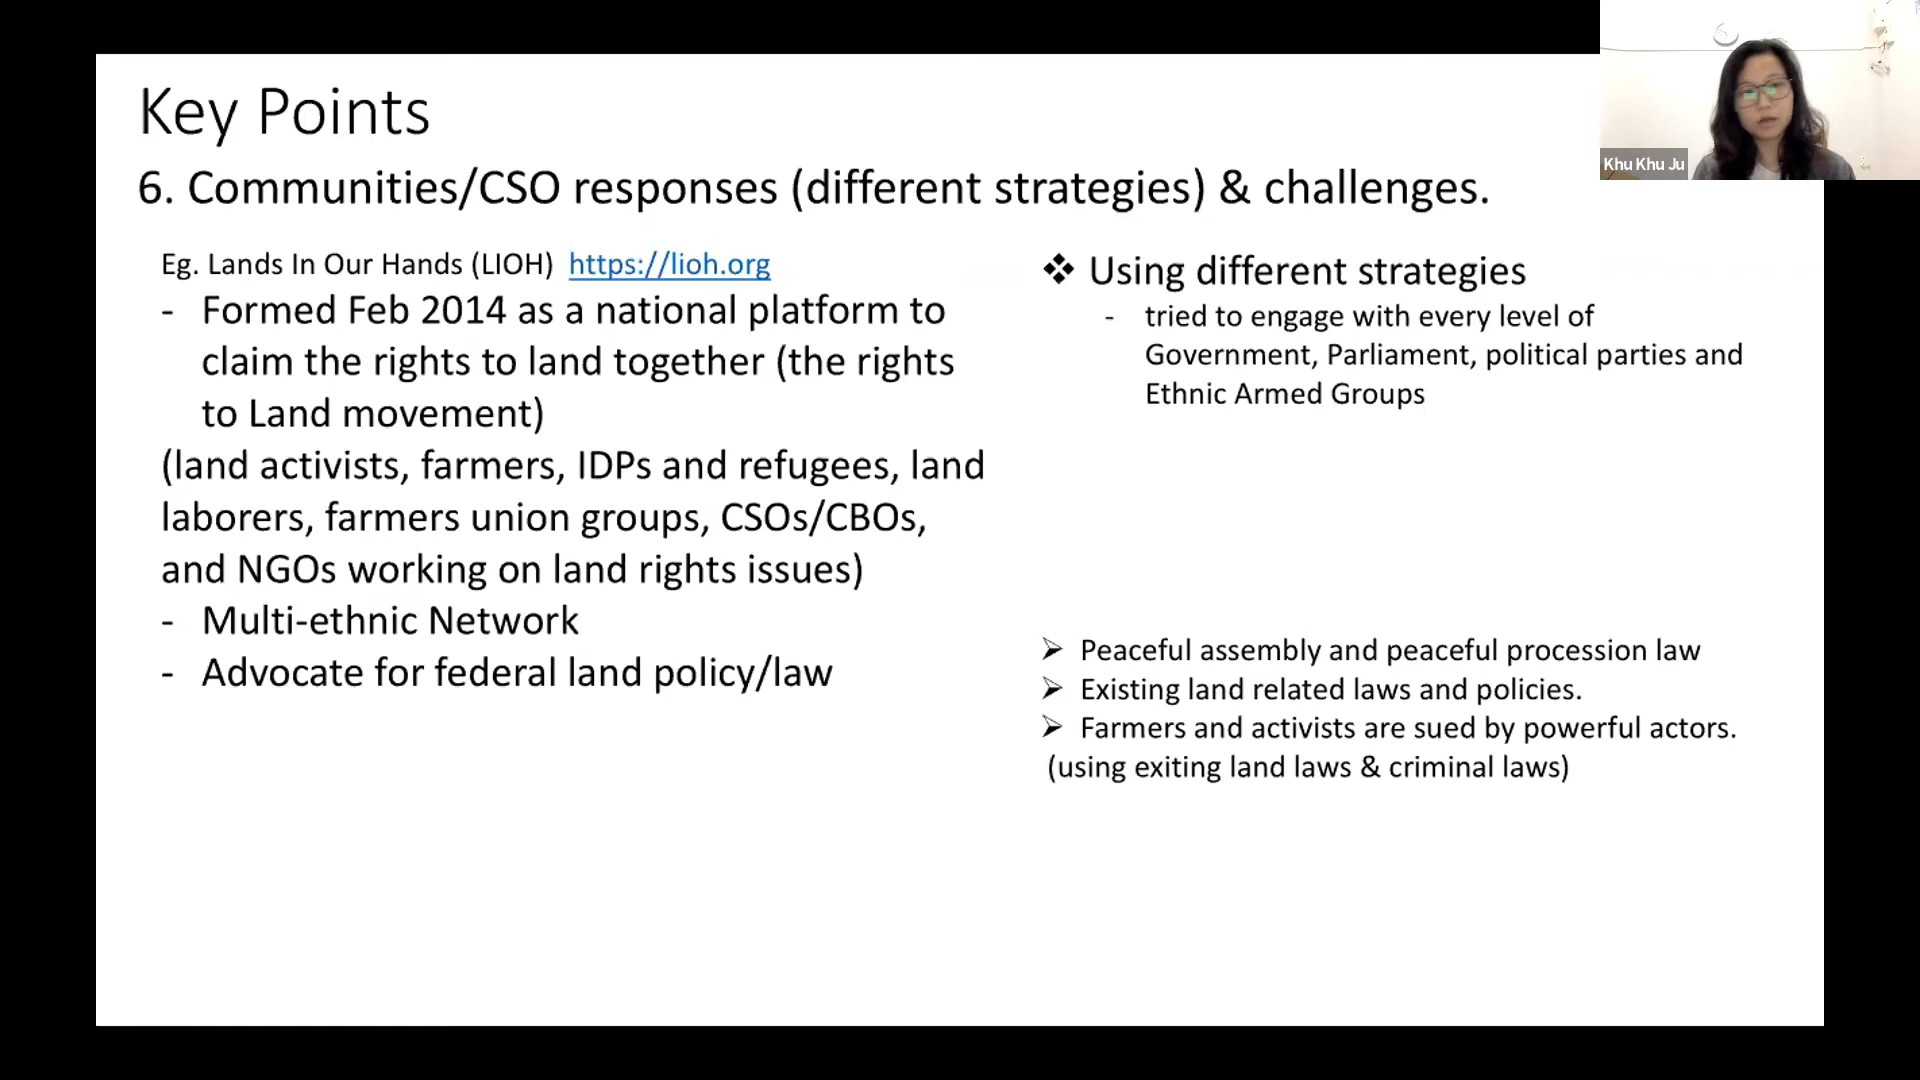 Key Points
6. Communities/CSO responses (different strategies) & challenges.
Eg. Lands In Our Hands (LIOH) https://lioh.org
- Formed Feb 2014 as a national platform to
claim the rights to land together (the rights
to Land movement)
(land activists, farmers, IDPs and refugees, land
laborers, farmers union groups, CSOs/CBOs,
and NGOs working on land rights issues)
- Multi-ethnic Network
- Advocate for federal land policy/law
❖ Using different strategies
- tried to engage with every level of
Government, Parliament, political parties and
Ethnic Armed Groups
➢ Peaceful assembly and peaceful procession law
➢ Existing land related laws and policies.
➢ Farmers and activists are sued by powerful actors.
(using exiting land laws & criminal laws)
Khu Khu Ju